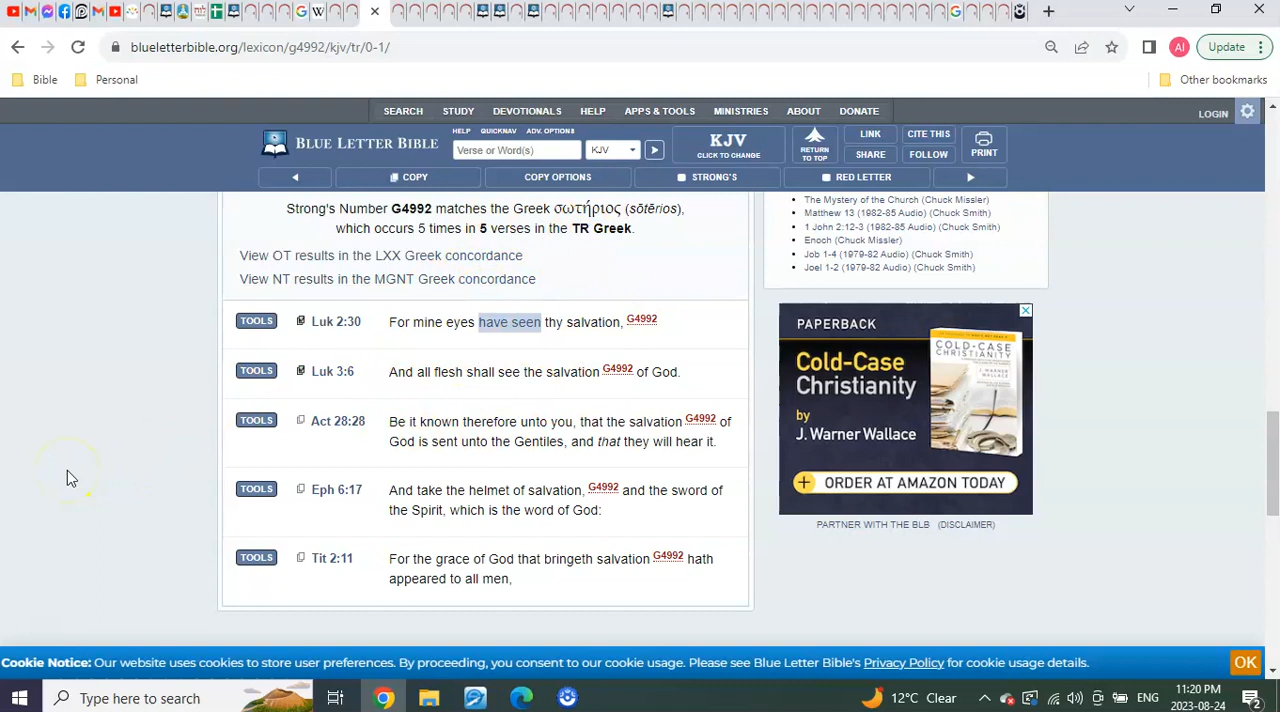 blueletterbible.org/lexicon/g4992/kjv/tr/0-1/
AI
Update
Bible
Personal
Other bookmarks
SEARCH STUDY DEVOTIONALS HELP APPS & TOOLS MINISTRIES ABOUT DONATE
LOGIN
BLUE LETTER BIBLE
HELP QUICKNAV ADV. OPTIONS
Verse or Word(s)
KJV
KJV
CLICK TO CHANGE
RETURN
TO TOP
LINK
CITE THIS
SHARE
FOLLOW
PRINT
COPY
COPY OPTIONS
STRONG'S
RED LETTER
Strong's Number G4992 matches the Greek σωτήριος (sōtērios),
which occurs 5 times in 5 verses in the TR Greek.
View OT results in the LXX Greek concordance
View NT results in the MGNT Greek concordance
TOOLS Luk 2:30 For mine eyes have seen thy salvation, G4992
TOOLS Luk 3:6 And all flesh shall see the salvation G4992 of God.
TOOLS Act 28:28 Be it known therefore unto you, that the salvation G4992 of
God is sent unto the Gentiles, and that they will hear it.
TOOLS Eph 6:17 And take the helmet of salvation, G4992 and the sword of
the Spirit, which is the word of God:
TOOLS Tit 2:11 For the grace of God that bringeth salvation G4992 hath
appeared to all men,
The Mystery of the Church (Chuck Missler)
Matthew 13 (1982-85 Audio) (Chuck Smith)
1 John 2:12-3 (1982-85 Audio) (Chuck Smith)
Enoch (Chuck Missler)
Job 1-4 (1979-82 Audio) (Chuck Smith)
Joel 1-2 (1979-82 Audio) (Chuck Smith)
PAPERBACK
Cold-Case
Christianity
by
J. Warner Wallace
COLD-CASE
CHRISTIANITY
ORDER AT AMAZON TODAY
PARTNER WITH THE BLB (DISCLAIMER)
Cookie Notice: Our website uses cookies to store user preferences. By proceeding, you consent to our cookie usage. Please see Blue Letter Bible's Privacy Policy for cookie usage details.
OK
Type here to search
12°C Clear
ENG
11:20 PM
2023-08-24
2